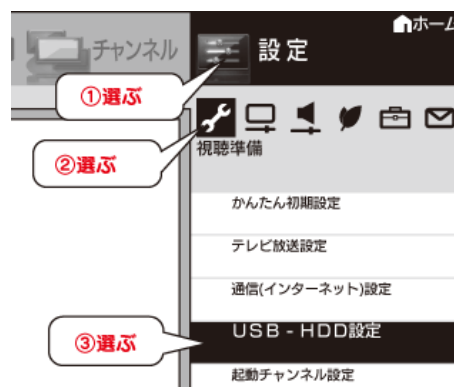 ホーム
チャンネル
設定
①選ぶ
視聴準備
②選ぶ
かんたん初期設定
テレビ放送設定
通信(インターネット)設定
USB-HDD設定
③選ぶ
起動チャンネル設定